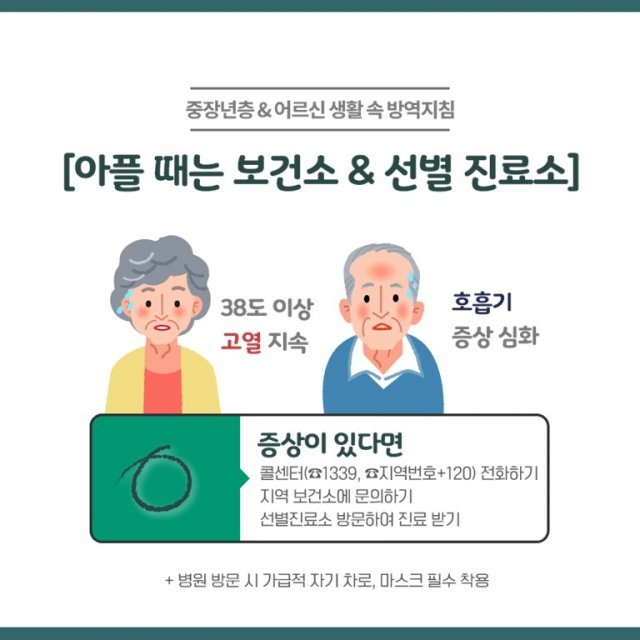 중장년층 & 어르신 생활 속 방역지침
[아플 때는 보건소 & 선별 진료소]
38도 이상
고열 지속
호흡기
증상 심화
증상이 있다면
콜센터(☎1339, ☎지역번호+120) 전화하기
지역 보건소에 문의하기
선별진료소 방문하여 진료 받기
+ 병원 방문 시 가급적 자기 차로, 마스크 필수 착용